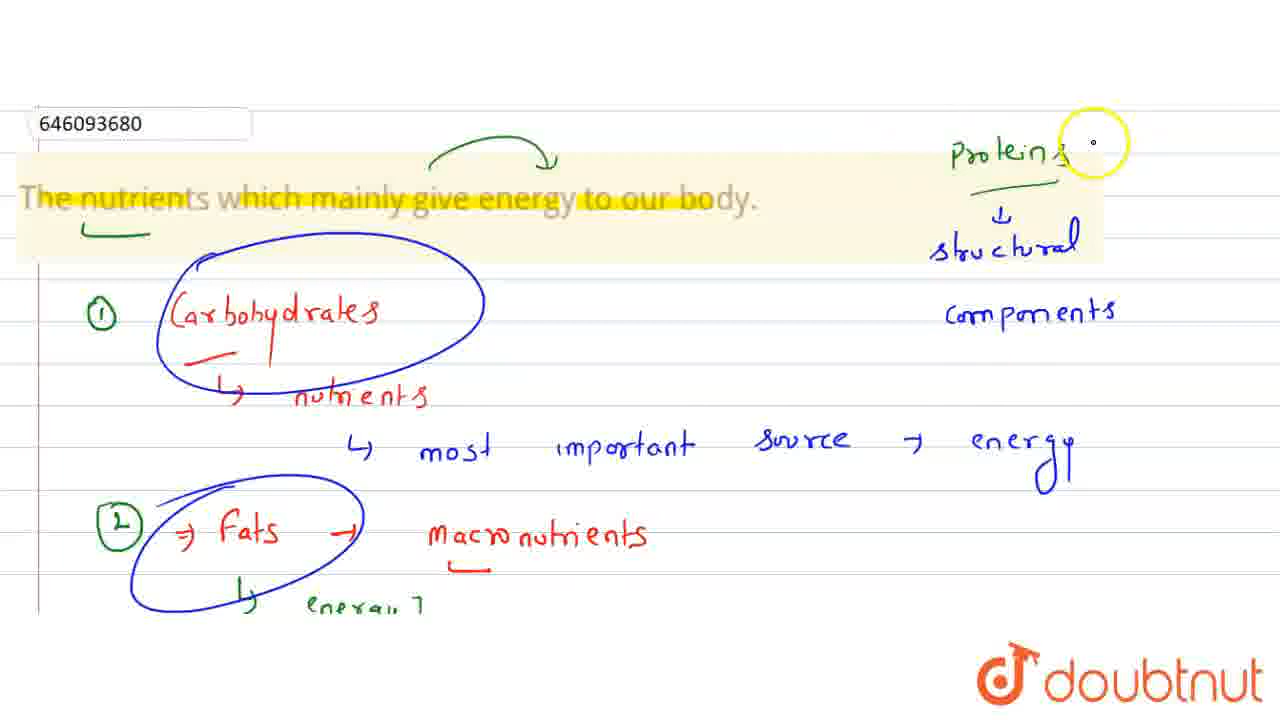 646093680
The nutrients which mainly give energy to our body.
Proteins
↓
structural
components
① Carbohydrates
↳ nutrients
↳ most important source → energy
② ⇒ Fats → Macronutrients
↳
doubtnut